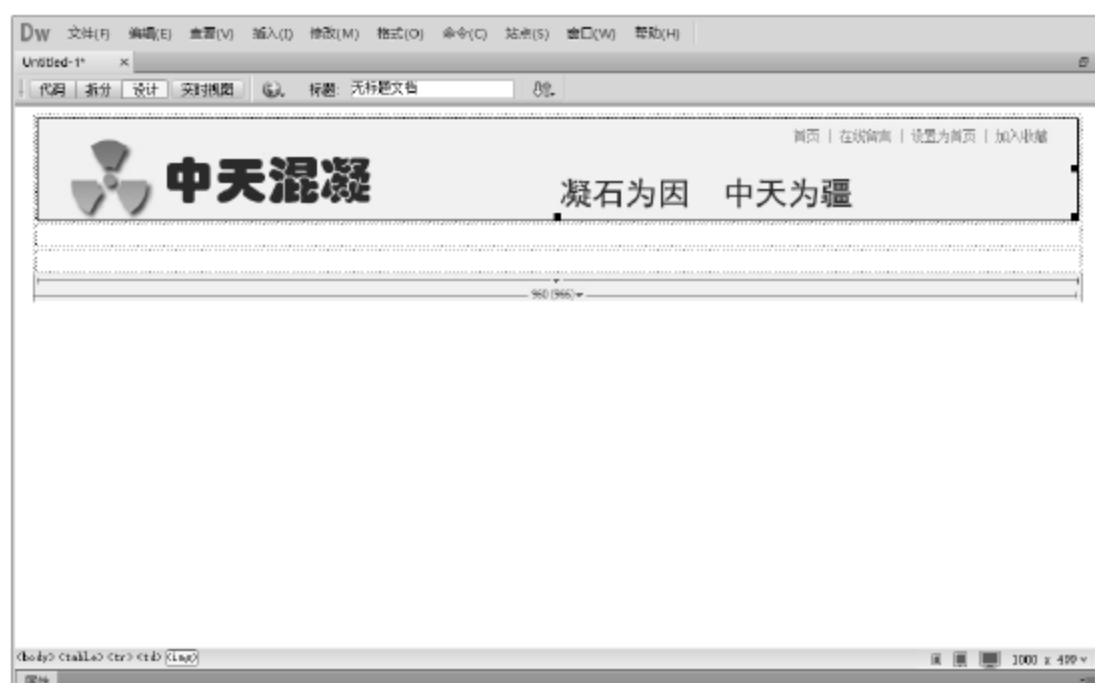 Dw 文件(F) 编辑(E) 查看(V) 插入(I) 修改(M) 格式(O) 命令(C) 站点(S) 窗口(W) 帮助(H)
Untitled-1* ×
代码 拆分 设计 实时视图 标题: 无标题文档
首页 | 在线留言 | 设置为首页 | 加入收藏
中天混凝
凝石为因 中天为疆
960 (966)
<body> <table> <tr> <td> <img> 1000 x 499
属性